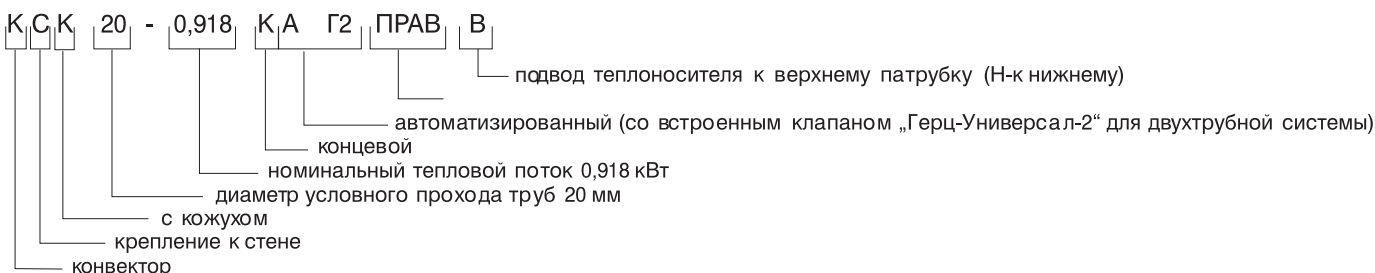 К С К 20 - 0,918 К А Г2 ПРАВ В
подвод теплоносителя к верхнему патрубку (Н-к нижнему)
автоматизированный (со встроенным клапаном „Герц-Универсал-2“ для двухтрубной системы)
концевой
номинальный тепловой поток 0,918 кВт
диаметр условного прохода труб 20 мм
с кожухом
крепление к стене
конвектор